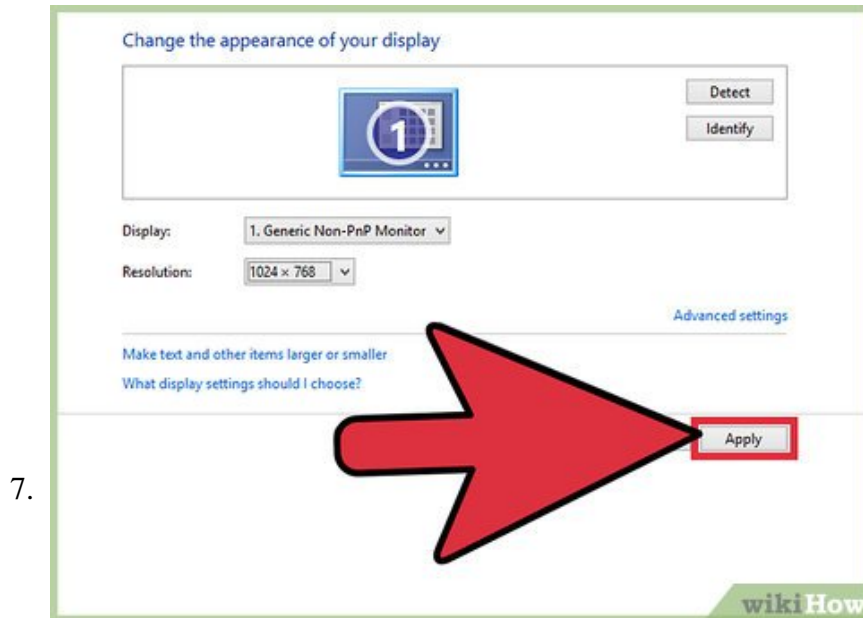 Change the appearance of your display
1
Detect
Identify
Display: 1. Generic Non-PnP Monitor
Resolution: 1024 × 768
Advanced settings
Make text and other items larger or smaller
What display settings should I choose?
Apply
7.
wikiHow